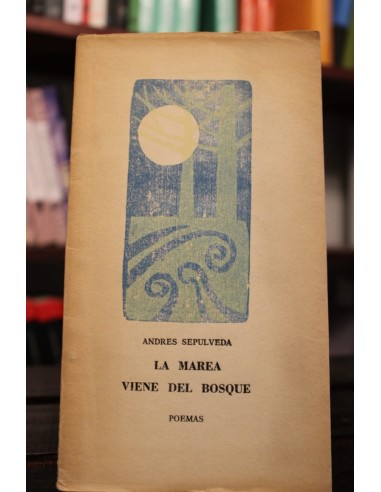 ANDRES SEPULVEDA
LA MAREA
VIENE DEL BOSQUE
POEMAS